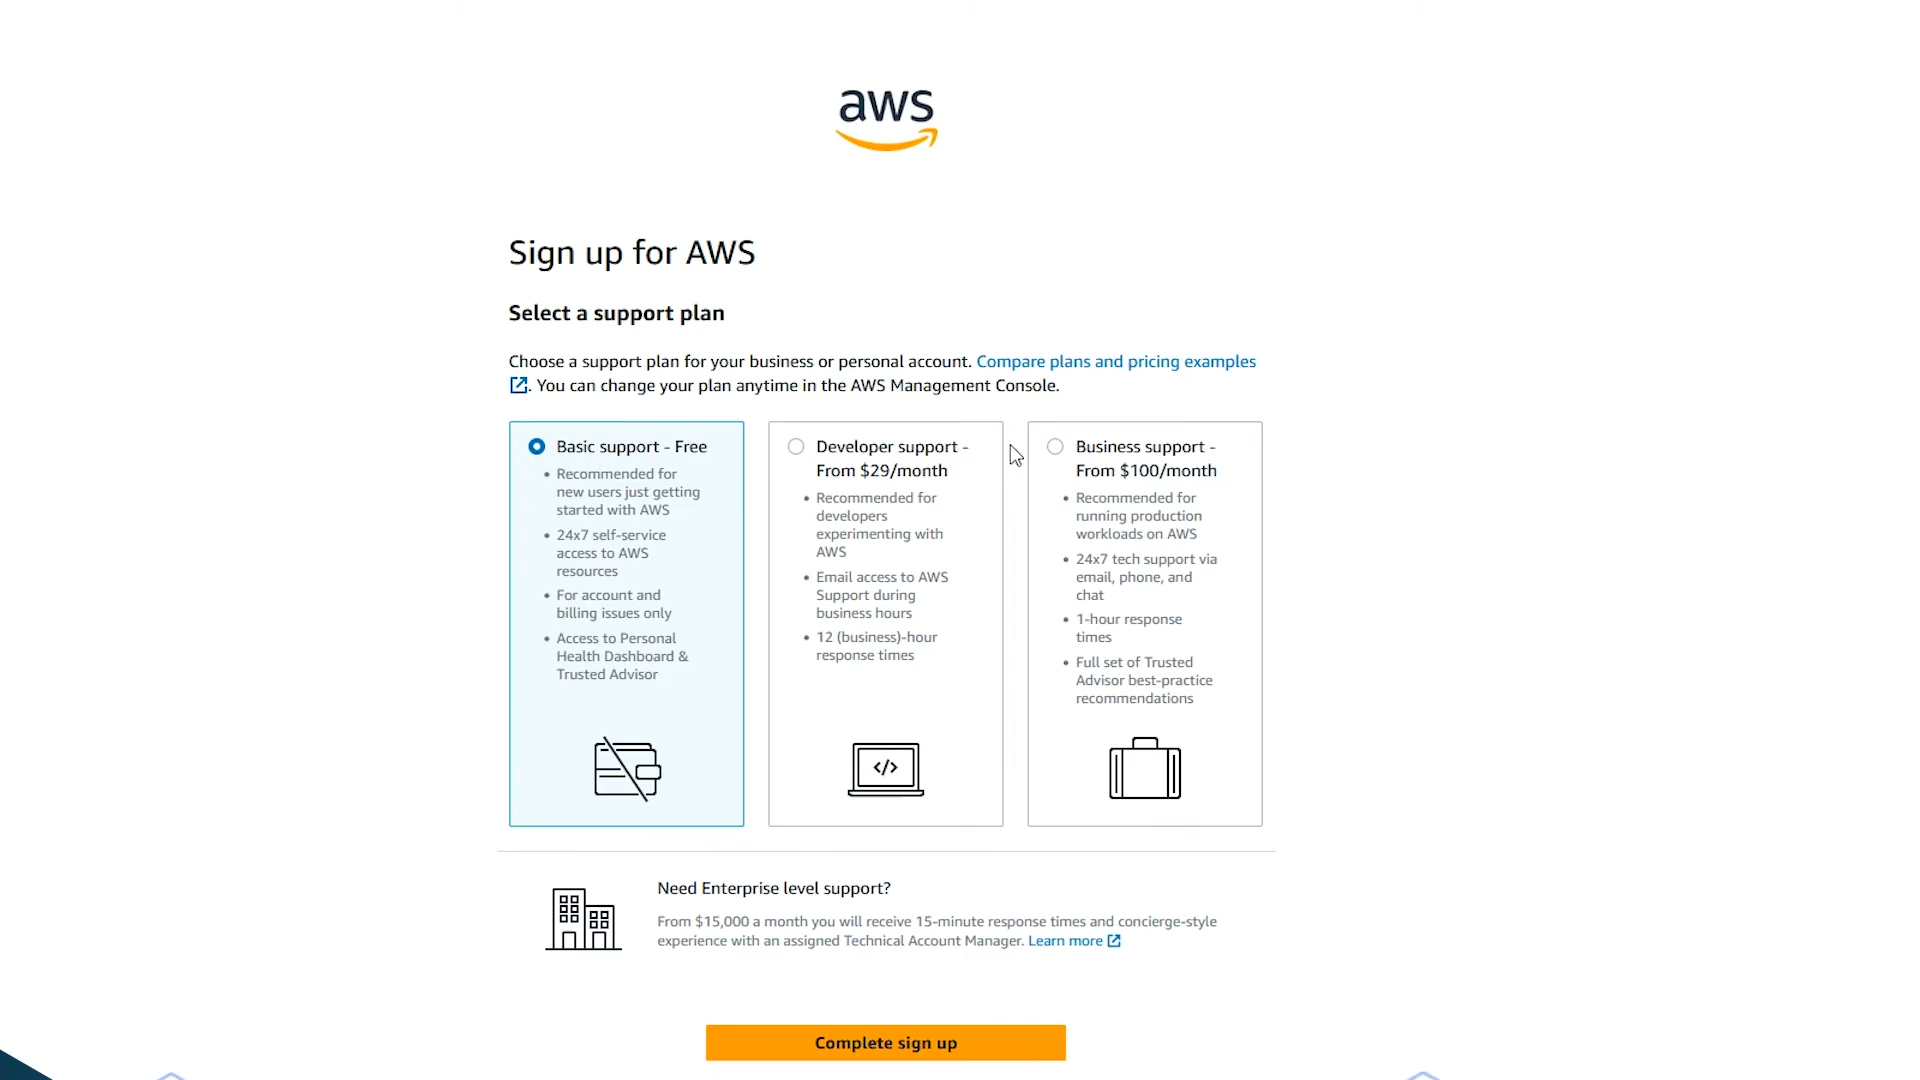 aws
Sign up for AWS
Select a support plan
Choose a support plan for your business or personal account. Compare plans and pricing examples
. You can change your plan anytime in the AWS Management Console.
Basic support - Free
• Recommended for
new users just getting
started with AWS
• 24x7 self-service
access to AWS
resources
• For account and
billing issues only
• Access to Personal
Health Dashboard &
Trusted Advisor
Developer support -
From $29/month
• Recommended for
developers
experimenting with
AWS
• Email access to AWS
Support during
business hours
• 12 (business)-hour
response times
</>
Business support -
From $100/month
• Recommended for
running production
workloads on AWS
• 24x7 tech support via
email, phone, and
chat
• 1-hour response
times
• Full set of Trusted
Advisor best-practice
recommendations
Need Enterprise level support?
From $15,000 a month you will receive 15-minute response times and concierge-style
experience with an assigned Technical Account Manager. Learn more
Complete sign up